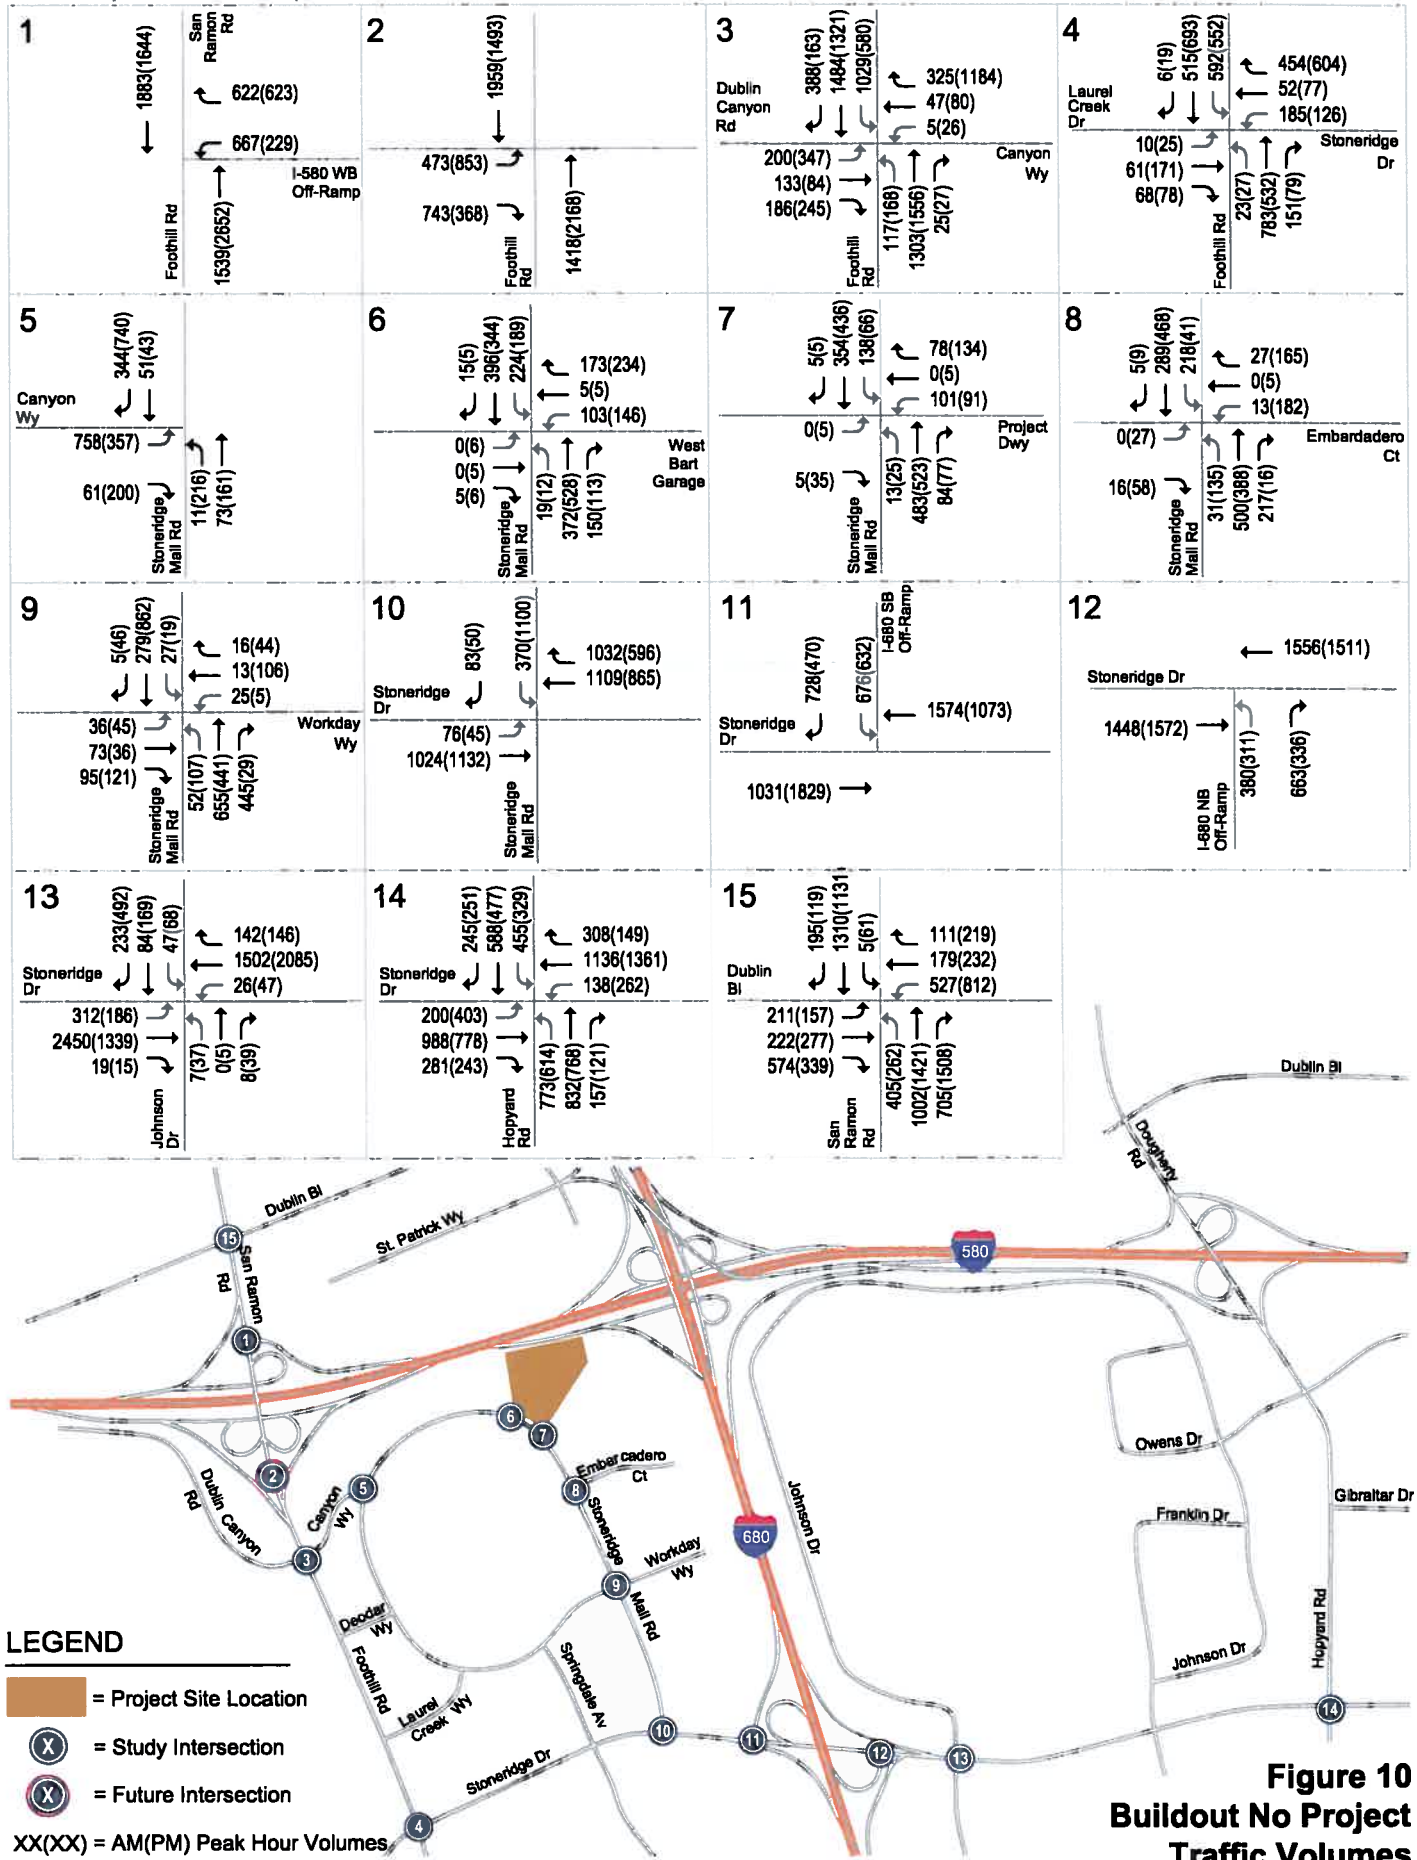 1
San
Ramon
Rd
1883(1644)
622(623)
667(229)
I-580 WB
Off-Ramp
Foothill Rd
1539(2652)
2
1959(1493)
473(853)
743(368)
Foothill
Rd
1418(2168)
3
388(163)
1484(1321)
1029(580)
325(1184)
47(80)
5(26)
Dublin
Canyon
Rd
200(347)
133(84)
186(245)
Canyon
Wy
Foothill
Rd
117(168)
1303(1556)
25(27)
4
6(19)
515(693)
592(552)
454(604)
52(77)
185(126)
Laurel
Creek
Dr
10(25)
61(171)
68(78)
Stoneridge
Dr
Foothill Rd
23(27)
783(532)
151(79)
5
344(740)
51(43)
Canyon
Wy
758(357)
61(200)
Stoneridge
Mall Rd
11(216)
73(161)
6
15(5)
396(344)
224(189)
173(234)
5(5)
103(146)
0(6)
0(5)
5(6)
West
Bart
Garage
Stoneridge
Mall Rd
19(12)
372(528)
150(113)
7
5(5)
354(436)
138(66)
78(134)
0(5)
101(91)
0(5)
5(35)
Project
Dwy
Stoneridge
Mall Rd
13(25)
483(523)
84(77)
8
5(9)
289(468)
218(41)
27(165)
0(5)
13(182)
0(27)
16(58)
Embardadero
Ct
Stoneridge
Mall Rd
31(135)
500(388)
217(16)
9
5(46)
279(862)
27(19)
16(44)
13(106)
25(5)
36(45)
73(36)
95(121)
Workday
Wy
Stoneridge
Mall Rd
52(107)
655(441)
445(29)
10
83(50)
370(1100)
1032(596)
1109(865)
Stoneridge
Dr
76(45)
1024(1132)
Stoneridge
Mall Rd
11
728(470)
676(632)
I-680 SB
Off-Ramp
1574(1073)
Stoneridge
Dr
1031(1829)
12
1556(1511)
Stoneridge Dr
1448(1572)
I-680 NB
Off-Ramp
380(311)
663(336)
13
233(492)
84(169)
47(68)
142(146)
1502(2085)
26(47)
Stoneridge
Dr
312(186)
2450(1339)
19(15)
Johnson
Dr
7(37)
0(5)
8(39)
14
245(251)
588(477)
455(329)
308(149)
1136(1361)
138(262)
Stoneridge
Dr
200(403)
988(778)
281(243)
Hopyard
Rd
773(614)
832(768)
157(121)
15
195(119)
1310(1131)
5(61)
111(219)
179(232)
527(812)
Dublin
Bl
211(157)
222(277)
574(339)
San
Ramon
Rd
405(262)
1002(1421)
705(1508)
Dublin Bl
Dougherty
Rd
Dublin Bl
St. Patrick Wy
15
San Ramon
Rd
580
1
6
7
Embarcadero
Ct
Owens Dr
2
5
8
Dublin Canyon
Rd
Canyon
Wy
Stoneridge
Mall Rd
Johnson Dr
Gibraltar Dr
Franklin Dr
680
3
Workday
Wy
9
Deodar
Wy
Hopyard Rd
Johnson Dr
Foothill Rd
Laurel
Creek Wy
Springdale Av
10
11
12
13
14
Stoneridge Dr
4
LEGEND
= Project Site Location
X = Study Intersection
X = Future Intersection
XX(XX) = AM(PM) Peak Hour Volumes
Figure 10
Buildout No Project
Traffic Volumes